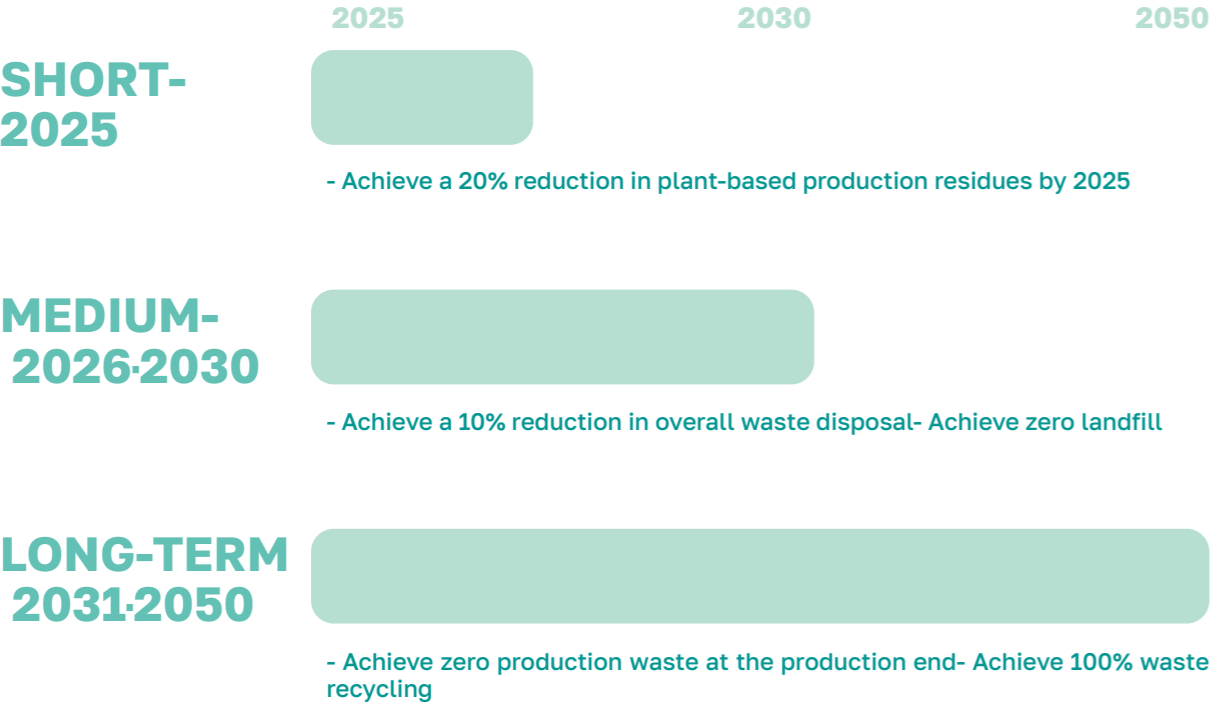 2025 2030 2050
SHORT-
2025
- Achieve a 20% reduction in plant-based production residues by 2025
MEDIUM-
2026·2030
- Achieve a 10% reduction in overall waste disposal- Achieve zero landfill
LONG-TERM
2031·2050
- Achieve zero production waste at the production end- Achieve 100% waste
recycling